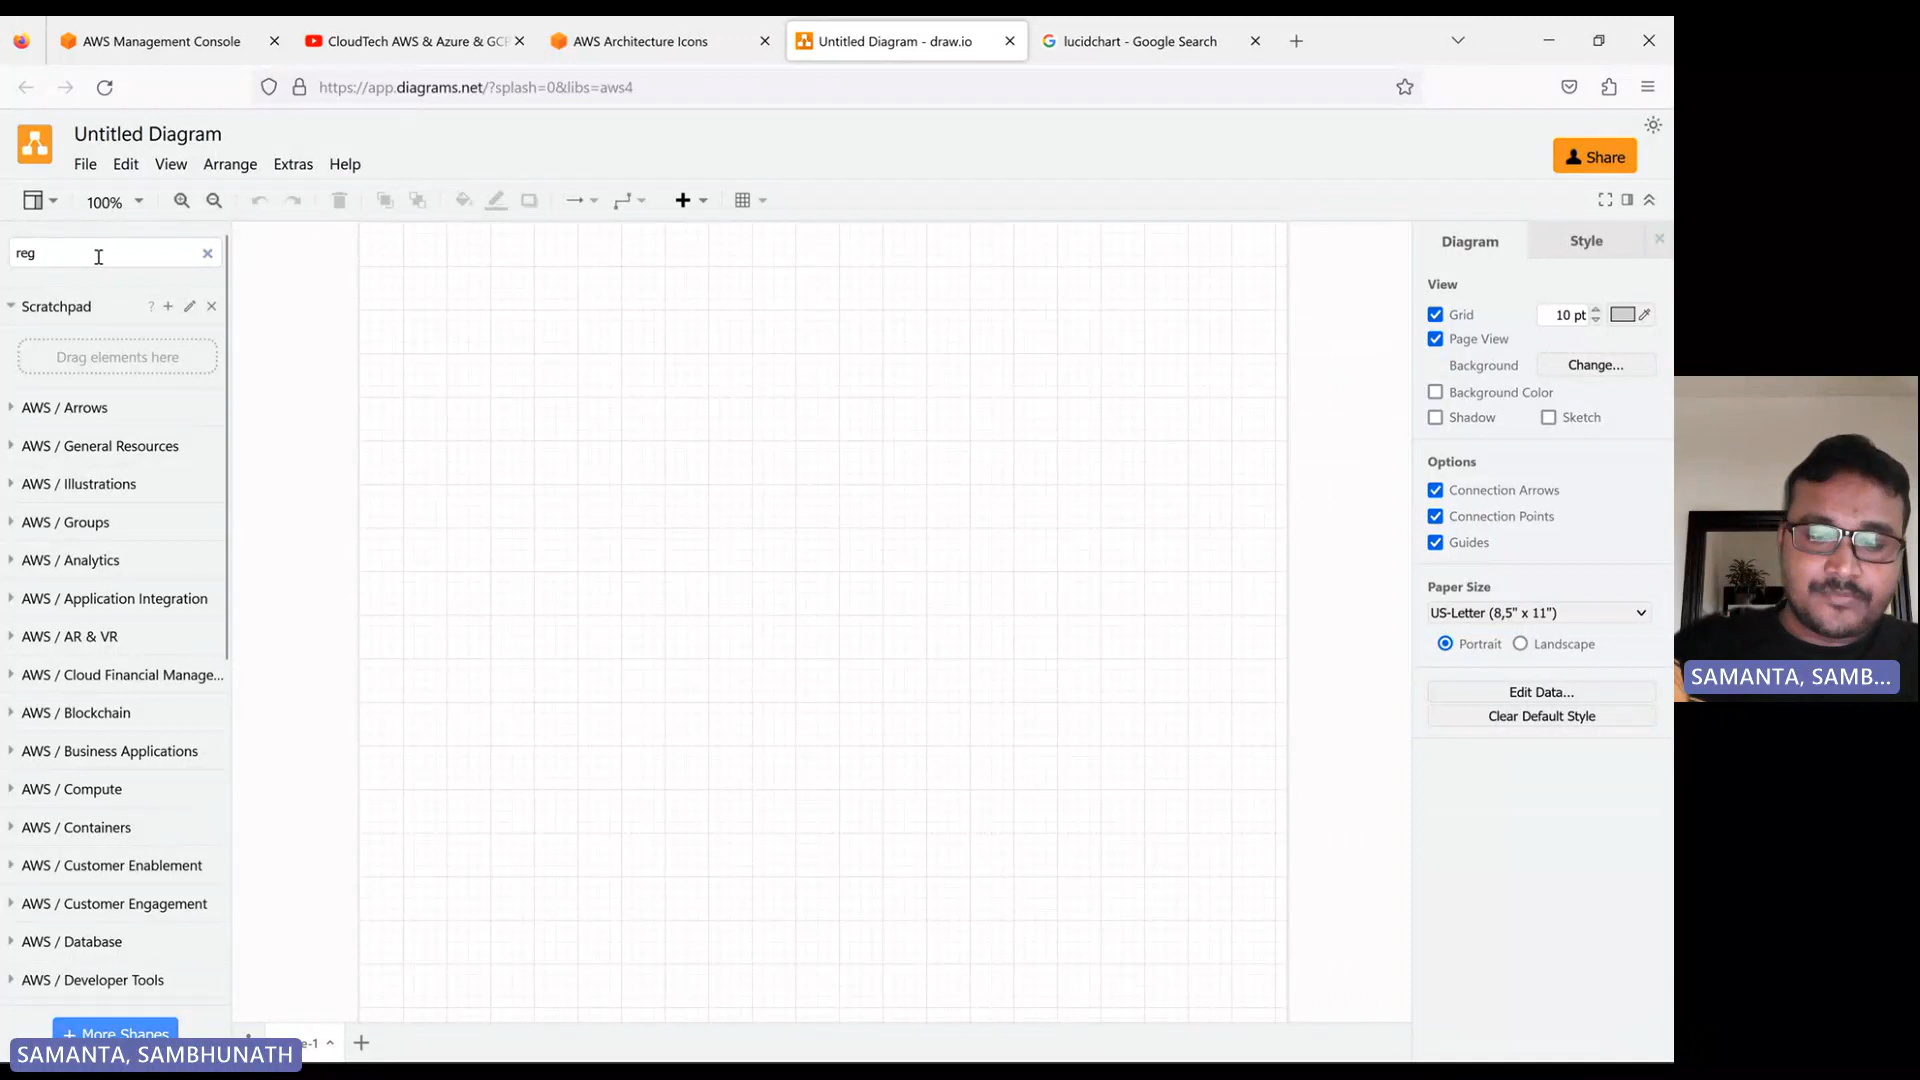 AWS Management Console
CloudTech AWS & Azure & GCP
AWS Architecture Icons
Untitled Diagram - draw.io
lucidchart - Google Search
https://app.diagrams.net/?splash=0&libs=aws4
Untitled Diagram
File Edit View Arrange Extras Help
Share
100%
reg
Scratchpad
?
Drag elements here
AWS / Arrows
AWS / General Resources
AWS / Illustrations
AWS / Groups
AWS / Analytics
AWS / Application Integration
AWS / AR & VR
AWS / Cloud Financial Manage...
AWS / Blockchain
AWS / Business Applications
AWS / Compute
AWS / Containers
AWS / Customer Enablement
AWS / Customer Engagement
AWS / Database
AWS / Developer Tools
+ More Shapes
e-1
SAMANTA, SAMBHUNATH
Diagram Style
View
Grid 10 pt
Page View
Background Change...
Background Color
Shadow Sketch
Options
Connection Arrows
Connection Points
Guides
Paper Size
US-Letter (8,5" x 11")
Portrait Landscape
Edit Data...
Clear Default Style
SAMANTA, SAMB...